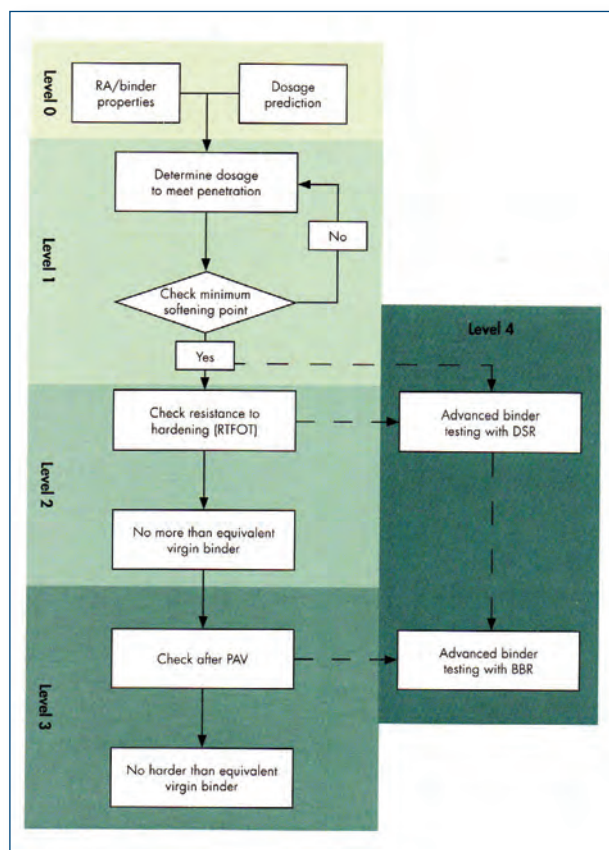 Level 0
RA/binder
properties
Dosage
prediction
Level 1
Determine dosage
to meet penetration
No
Check minimum
softening point
Yes
Level 4
Level 2
Check resistance to
hardening (RTFOT)
Advanced binder
testing with DSR
No more than equivalent
virgin binder
Level 3
Check after PAV
Advanced binder
testing with BBR
No harder than equivalent
virgin binder